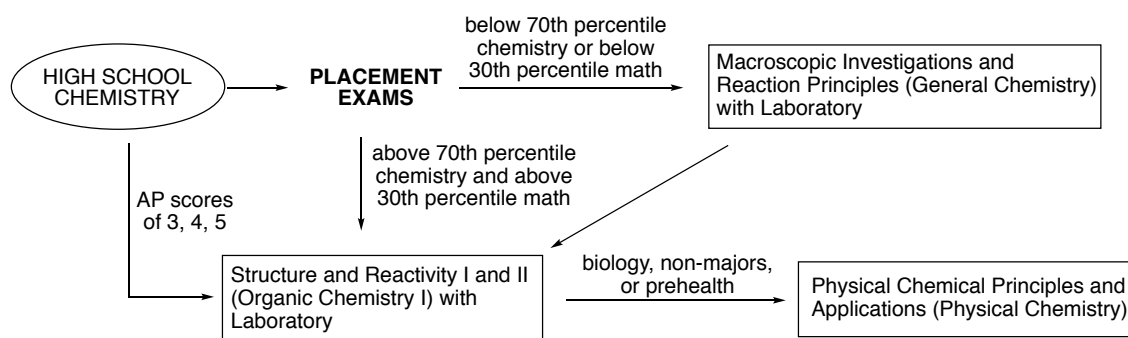 below 70th percentile
chemistry or below
30th percentile math
HIGH SCHOOL
CHEMISTRY
PLACEMENT
EXAMS
Macroscopic Investigations and
Reaction Principles (General Chemistry)
with Laboratory
above 70th percentile
chemistry and above
30th percentile math
AP scores
of 3, 4, 5
Structure and Reactivity I and II
(Organic Chemistry I) with
Laboratory
biology, non-majors,
or prehealth
Physical Chemical Principles and
Applications (Physical Chemistry)